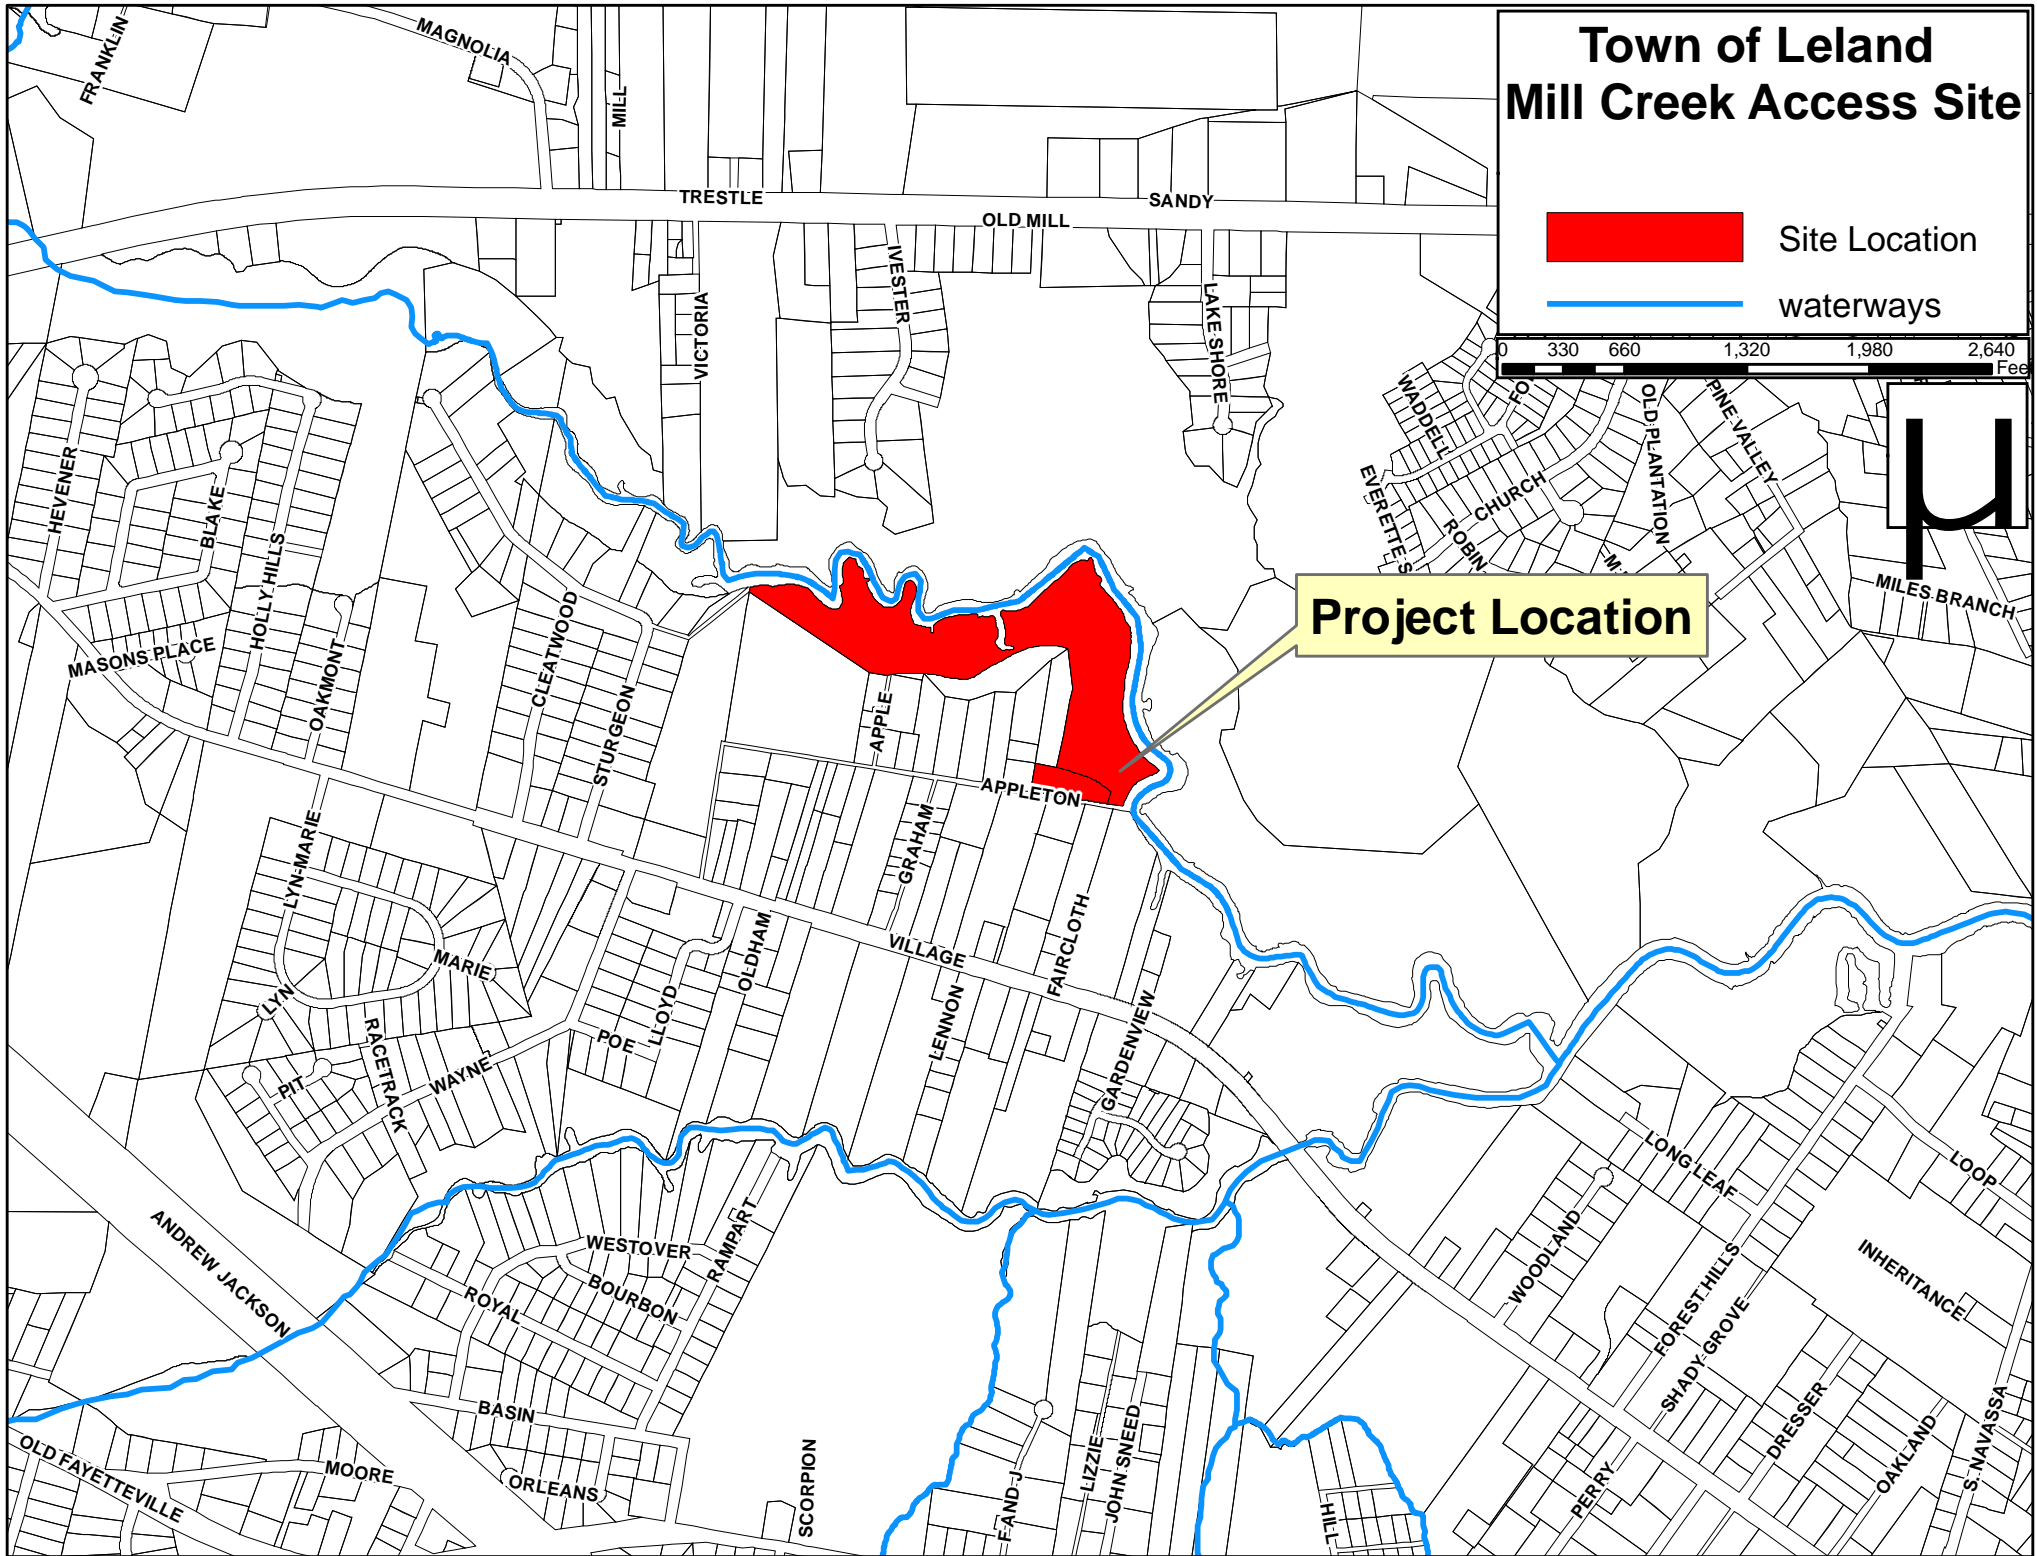 Town of Leland
Mill Creek Access Site
Site Location
waterways
0 330 660 1,320 1,980 2,640
Fee
µ
Project Location
FRANKLIN
MAGNOLIA
MILL
TRESTLE
SANDY
OLD MILL
IVESTER
VICTORIA
LAKE SHORE
WADDELL
FO
OLD PLANTATION
PINE VALLEY
EVERETTE S
CHURCH
ROBIN
M
MILES BRANCH
HEVENER
BLAKE
HOLLY HILLS
MASONS PLACE
OAKMONT
CLEATWOOD
STURGEON
APPLE
APPLETON
GRAHAM
LYN-MARIE
MARIE
LYN
RACETRACK
PIT
WAYNE
POE
LLOYD
OLDHAM
VILLAGE
LENNON
FAIRCLOTH
GARDENVIEW
ANDREW JACKSON
WESTOVER
RAMPART
BOURBON
ROYAL
BASIN
ORLEANS
MOORE
OLD FAYETTEVILLE
SCORPION
F AND J
LIZZIE
JOHN SNEED
HILL
LONG LEAF
LOOP
WOODLAND
FOREST HILLS
SHADY GROVE
INHERITANCE
DRESSER
OAKLAND
S. NAVASSA
PERRY